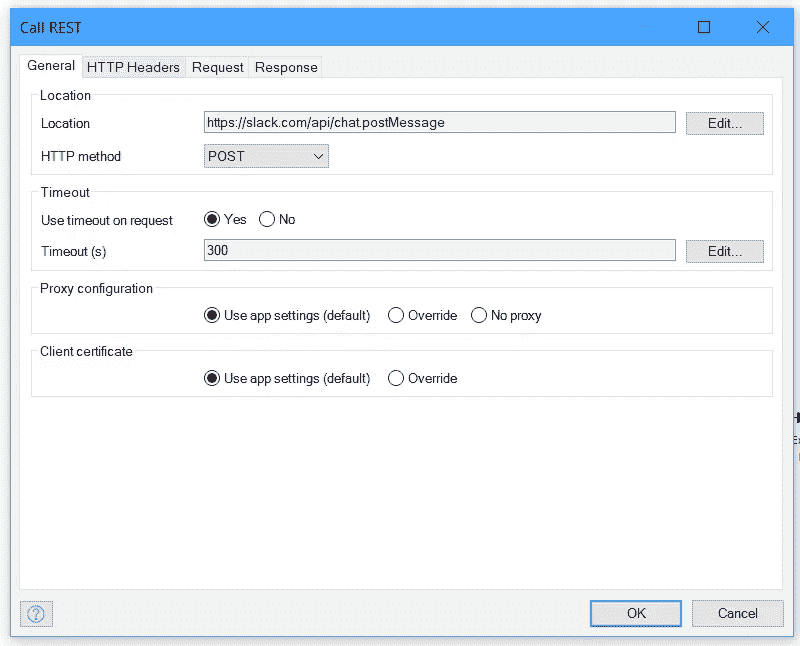 Call REST
General HTTP Headers Request Response
Location
Location https://slack.com/api/chat.postMessage Edit...
HTTP method POST
Timeout
Use timeout on request Yes No
Timeout (s) 300 Edit...
Proxy configuration
Use app settings (default) Override No proxy
Client certificate
Use app settings (default) Override
? OK Cancel